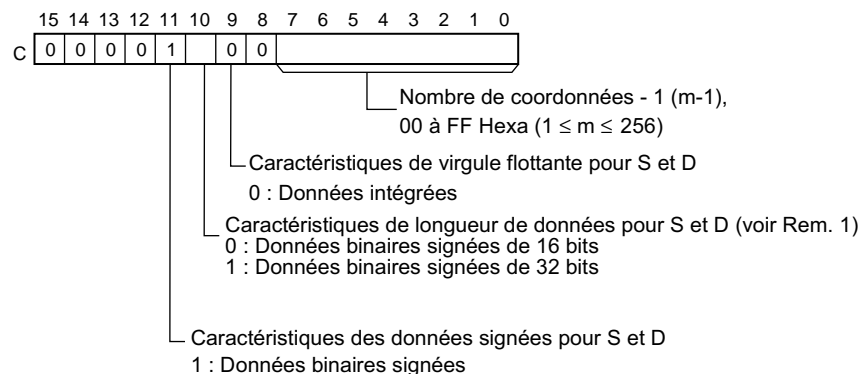 15 14 13 12 11 10 9 8 7 6 5 4 3 2 1 0
C 0 0 0 0 1 0 0
Nombre de coordonnées - 1 (m-1),
00 à FF Hexa (1 ≤ m ≤ 256)
Caractéristiques de virgule flottante pour S et D
0 : Données intégrées
Caractéristiques de longueur de données pour S et D (voir Rem. 1)
0 : Données binaires signées de 16 bits
1 : Données binaires signées de 32 bits
Caractéristiques des données signées pour S et D
1 : Données binaires signées